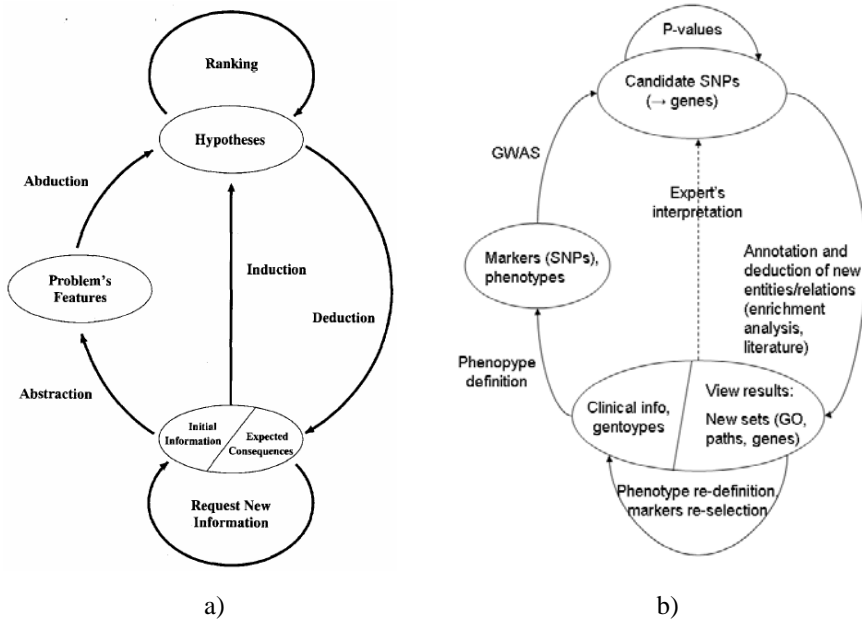 Ranking
Hypotheses
Abduction
Problem's
Features
Induction
Deduction
Abstraction
Initial
Information
Expected
Consequences
Request New
Information
a)
P-values
Candidate SNPs
(→ genes)
GWAS
Expert's
interpretation
Markers (SNPs),
phenotypes
Annotation and
deduction of new
entities/relations
(enrichment
analysis,
literature)
Phenopype
definition
Clinical info,
gentoypes
View results:
New sets (GO,
paths, genes)
Phenotype re-definition,
markers re-selection
b)